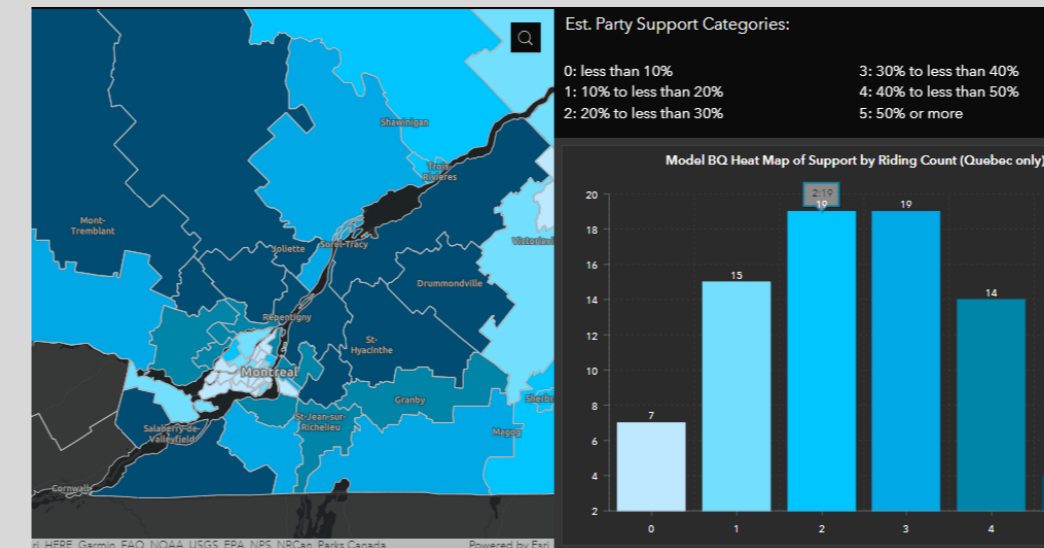 Est. Party Support Categories:
0: less than 10%
1: 10% to less than 20%
2: 20% to less than 30%
3: 30% to less than 40%
4: 40% to less than 50%
5: 50% or more
Model BQ Heat Map of Support by Riding Count (Quebec only)
2:19
20
18
16
14
12
10
8
6
4
2
7
15
19
19
14
0
1
2
3
4
Shawinigan
Trois-
Rivières
Mont-
Tremblant
Joliette
Sorel-Tracy
Drummondville
Repentigny
St-
Hyacinthe
Montreal
Granby
St-Jean-sur-
Richelieu
Salaberry-de-
Valleyfield
Magog
Cornwall
HERE, Garmin, FAO, NOAA, USGS, EPA, NPS, NRCan, Parks Canada
Powered by Esri